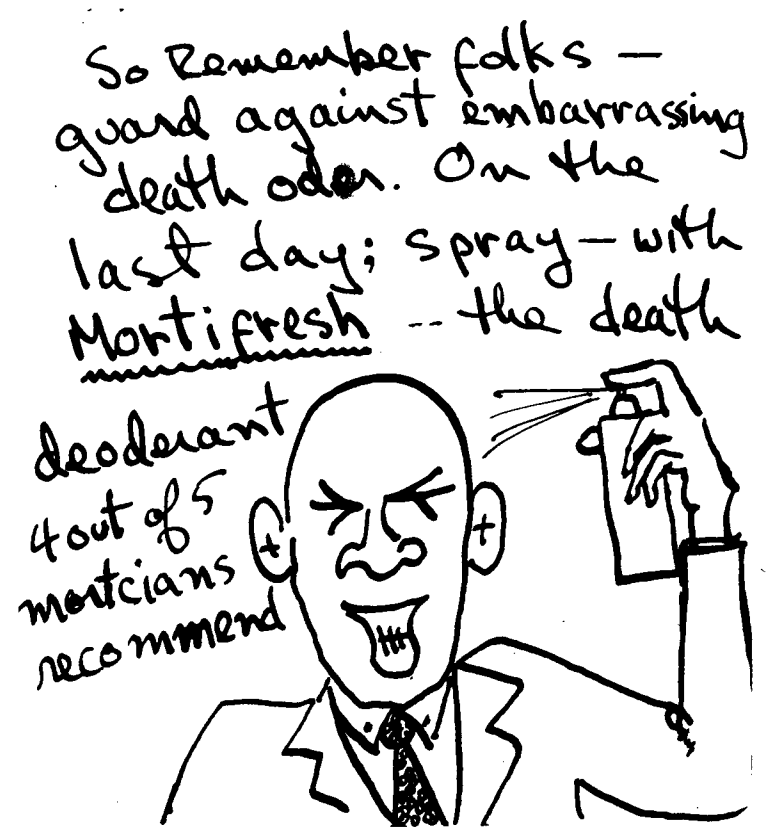 So Remember folks —
guard against embarrassing
death odor. On the
last day; spray — with
Mortifresh -- the death
deoderant
4 out of 5
mortcians
recommend